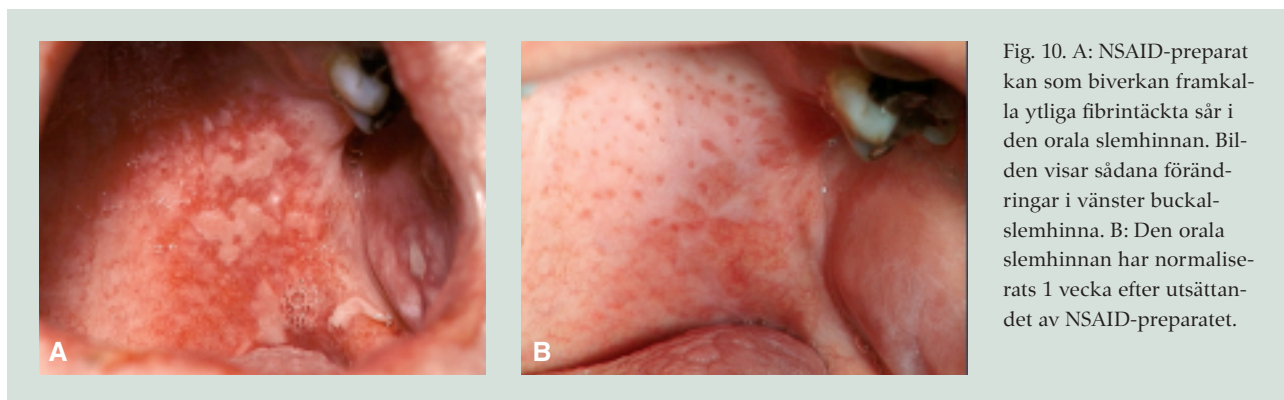 Fig. 10. A: NSAID-preparat
kan som biverkan framkal-
la ytliga fibrintäckta sår i
den orala slemhinnan. Bil-
den visar sådana föränd-
ringar i vänster buckal-
slemhinna. B: Den orala
slemhinnan har normalise-
rats 1 vecka efter utsättan-
det av NSAID-preparatet.
A
B